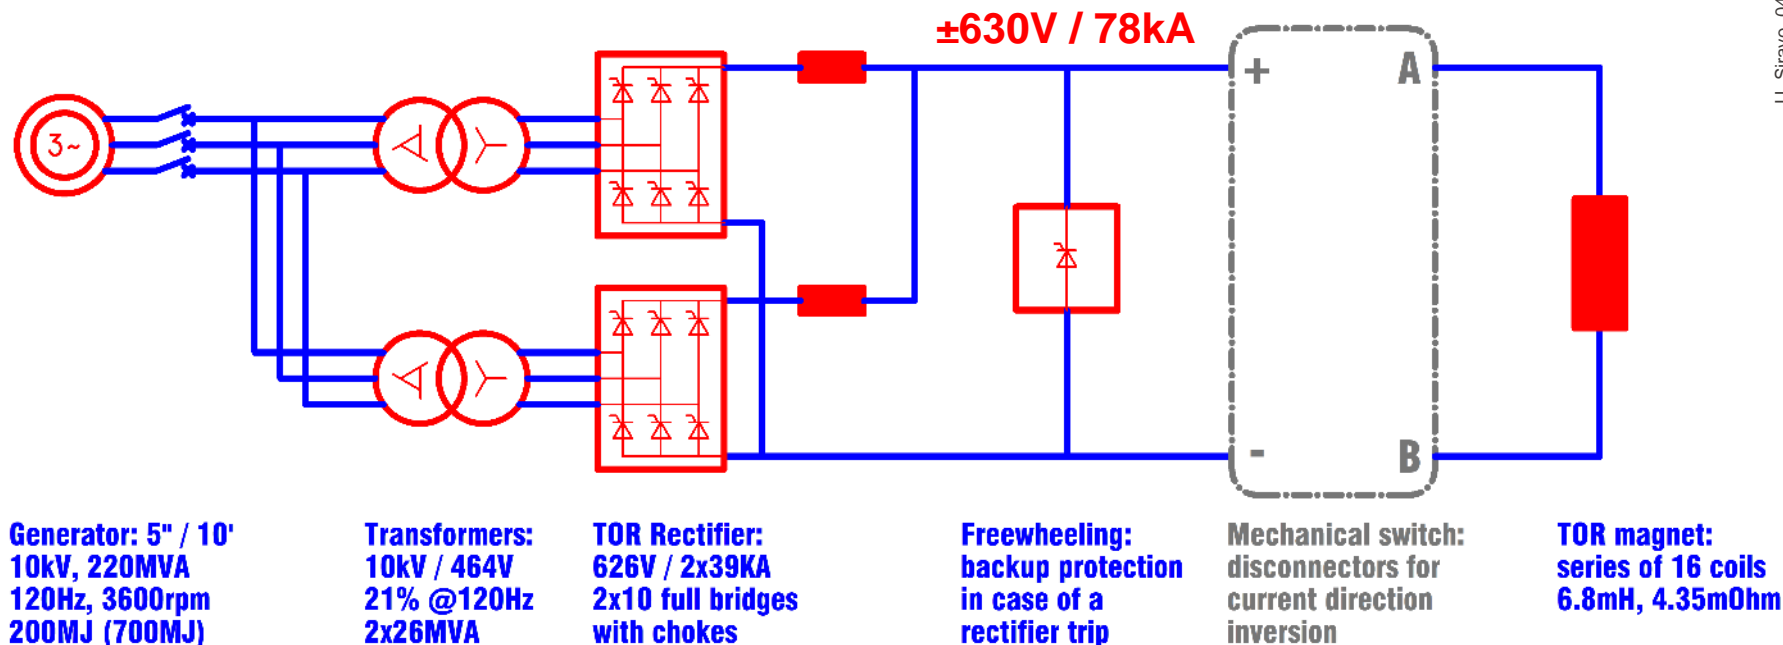 ±630V / 78kA
+ A
3~
- B
Generator: 5" / 10'
10kV, 220MVA
120Hz, 3600rpm
200MJ (700MJ)
Transformers:
10kV / 464V
21% @120Hz
2x26MVA
TOR Rectifier:
626V / 2x39KA
2x10 full bridges
with chokes
Freewheeling:
backup protection
in case of a
rectifier trip
Mechanical switch:
disconnectors for
current direction
inversion
TOR magnet:
series of 16 coils
6.8mH, 4.35mOhm